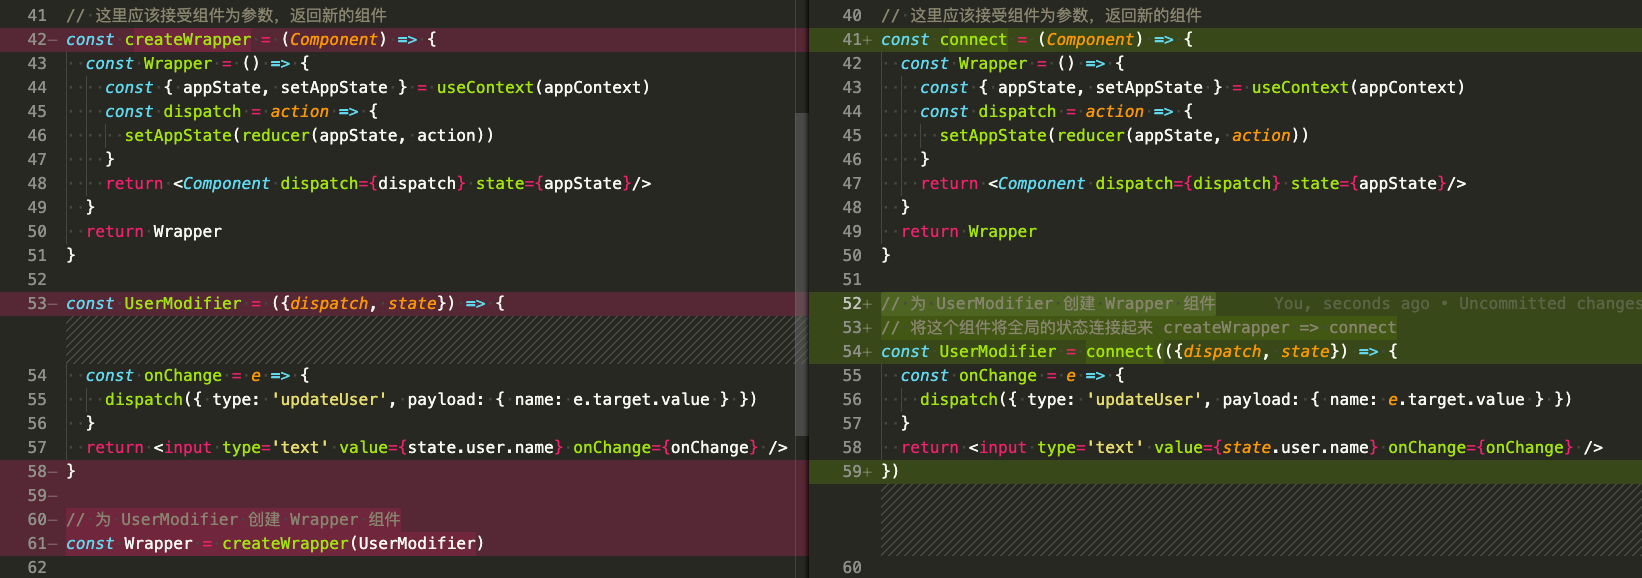 41 // 这里应该接受组件为参数，返回新的组件
42— const createWrapper = (Component) => {
43 const Wrapper = () => {
44 const { appState, setAppState } = useContext(appContext)
45 const dispatch = action => {
46 setAppState(reducer(appState, action))
47 }
48 return <Component dispatch={dispatch} state={appState}/>
49 }
50 return Wrapper
51 }
52
53— const UserModifier = ({dispatch, state}) => {
54 const onChange = e => {
55 dispatch({ type: 'updateUser', payload: { name: e.target.value } })
56 }
57 return <input type='text' value={state.user.name} onChange={onChange} />
58— }
59—
60— // 为 UserModifier 创建 Wrapper 组件
61— const Wrapper = createWrapper(UserModifier)
62
40 // 这里应该接受组件为参数，返回新的组件
41+ const connect = (Component) => {
42 const Wrapper = () => {
43 const { appState, setAppState } = useContext(appContext)
44 const dispatch = action => {
45 setAppState(reducer(appState, action))
46 }
47 return <Component dispatch={dispatch} state={appState}/>
48 }
49 return Wrapper
50 }
51
52+ // 为 UserModifier 创建 Wrapper 组件 You, seconds ago • Uncommitted changes
53+ // 将这个组件将全局的状态连接起来 createWrapper => connect
54+ const UserModifier = connect(({dispatch, state}) => {
55 const onChange = e => {
56 dispatch({ type: 'updateUser', payload: { name: e.target.value } })
57 }
58 return <input type='text' value={state.user.name} onChange={onChange} />
59+ })
60